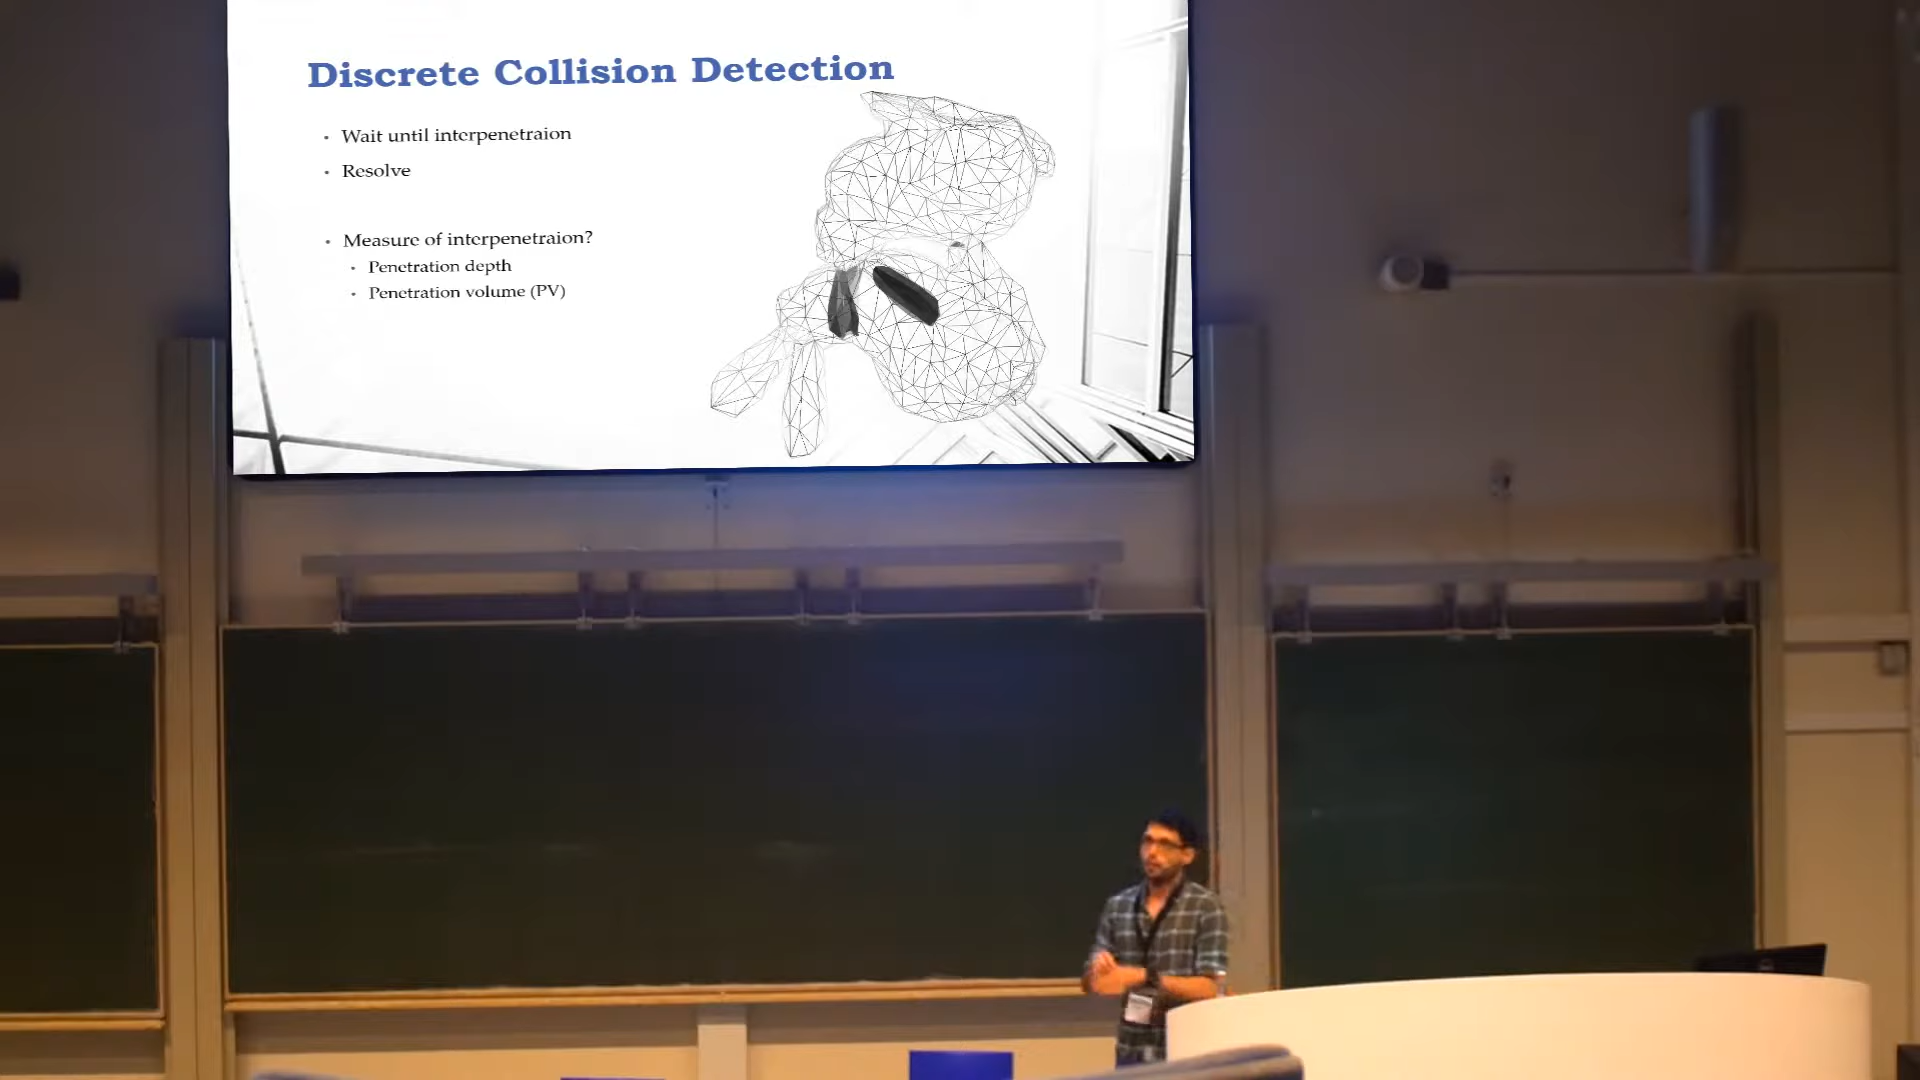 Discrete Collision Detection
• Wait until interpenetraion
• Resolve
• Measure of interpenetraion?
• Penetration depth
• Penetration volume (PV)